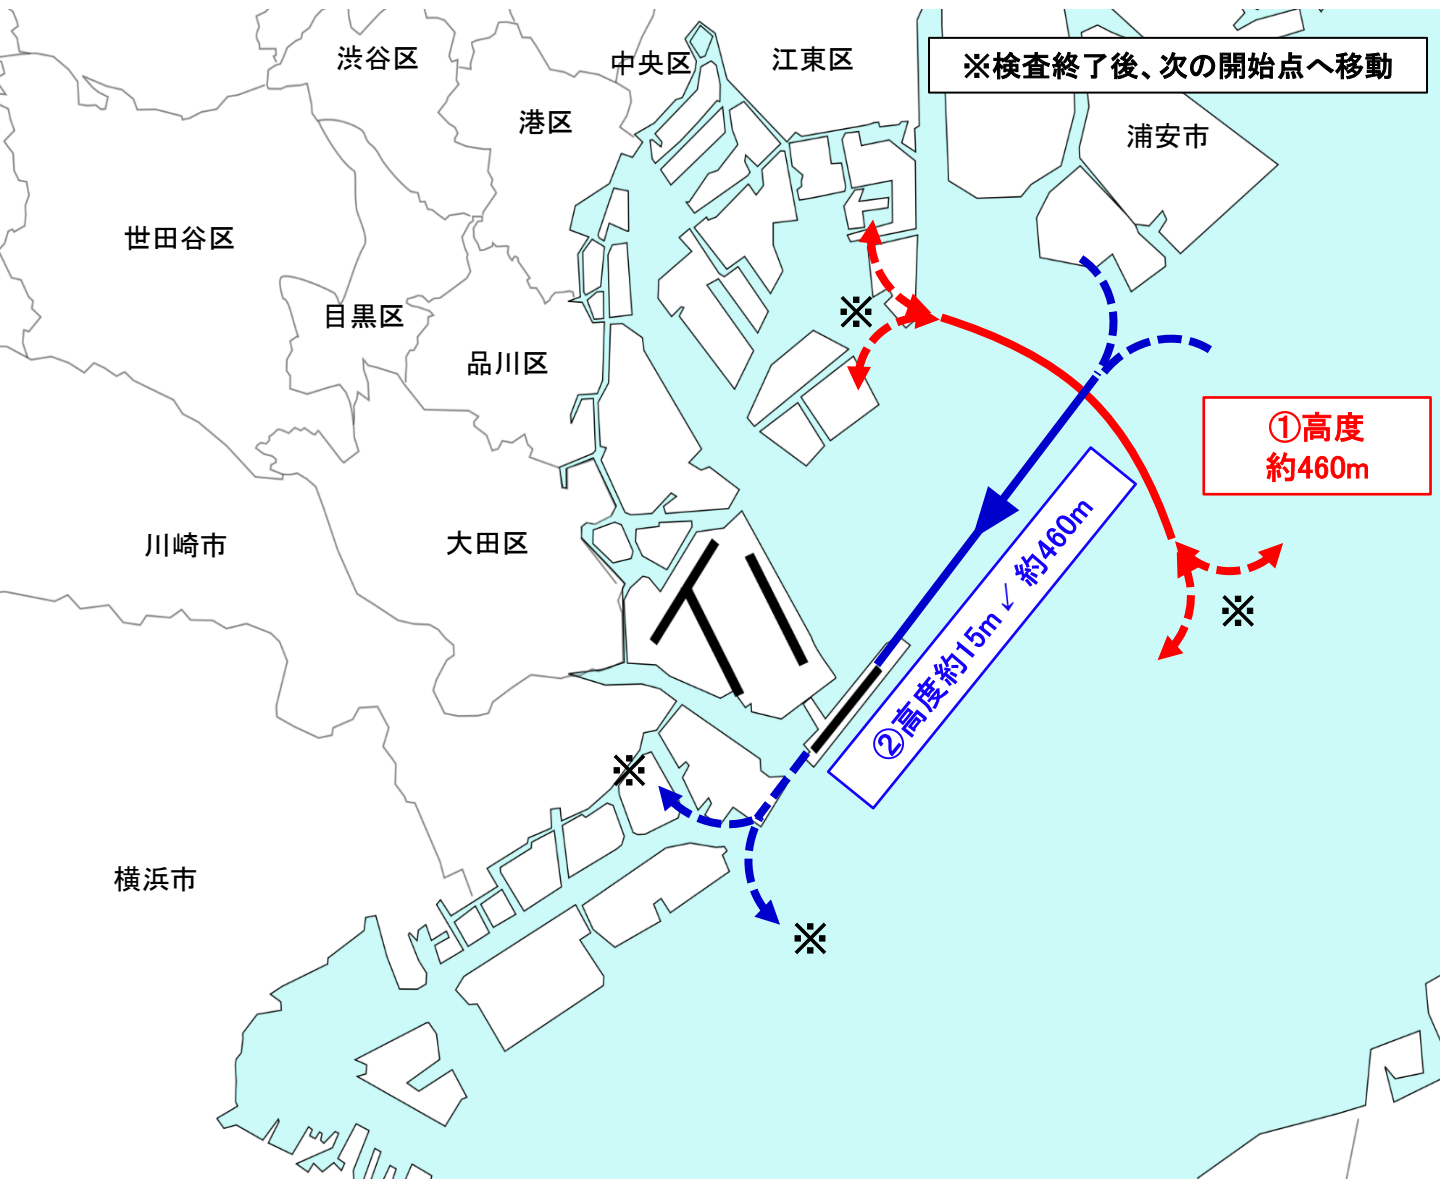 渋谷区
中央区
江東区
※検査終了後、次の開始点へ移動
港区
浦安市
世田谷区
目黒区
※
品川区
①高度
約460m
川崎市
大田区
②高度約15m ← 約460m
※
※
横浜市
※